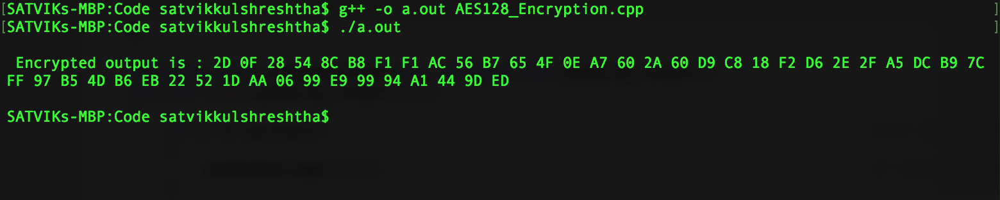 [SATVIKs-MBP:Code satvikkulshreshtha$ g++ -o a.out AES128_Encryption.cpp ]
[SATVIKs-MBP:Code satvikkulshreshtha$ ./a.out ]
Encrypted output is : 2D 0F 28 54 8C B8 F1 F1 AC 56 B7 65 4F 0E A7 60 2A 60 D9 C8 18 F2 D6 2E 2F A5 DC B9 7C
FF 97 B5 4D B6 EB 22 52 1D AA 06 99 E9 99 94 A1 44 9D ED
SATVIKs-MBP:Code satvikkulshreshtha$